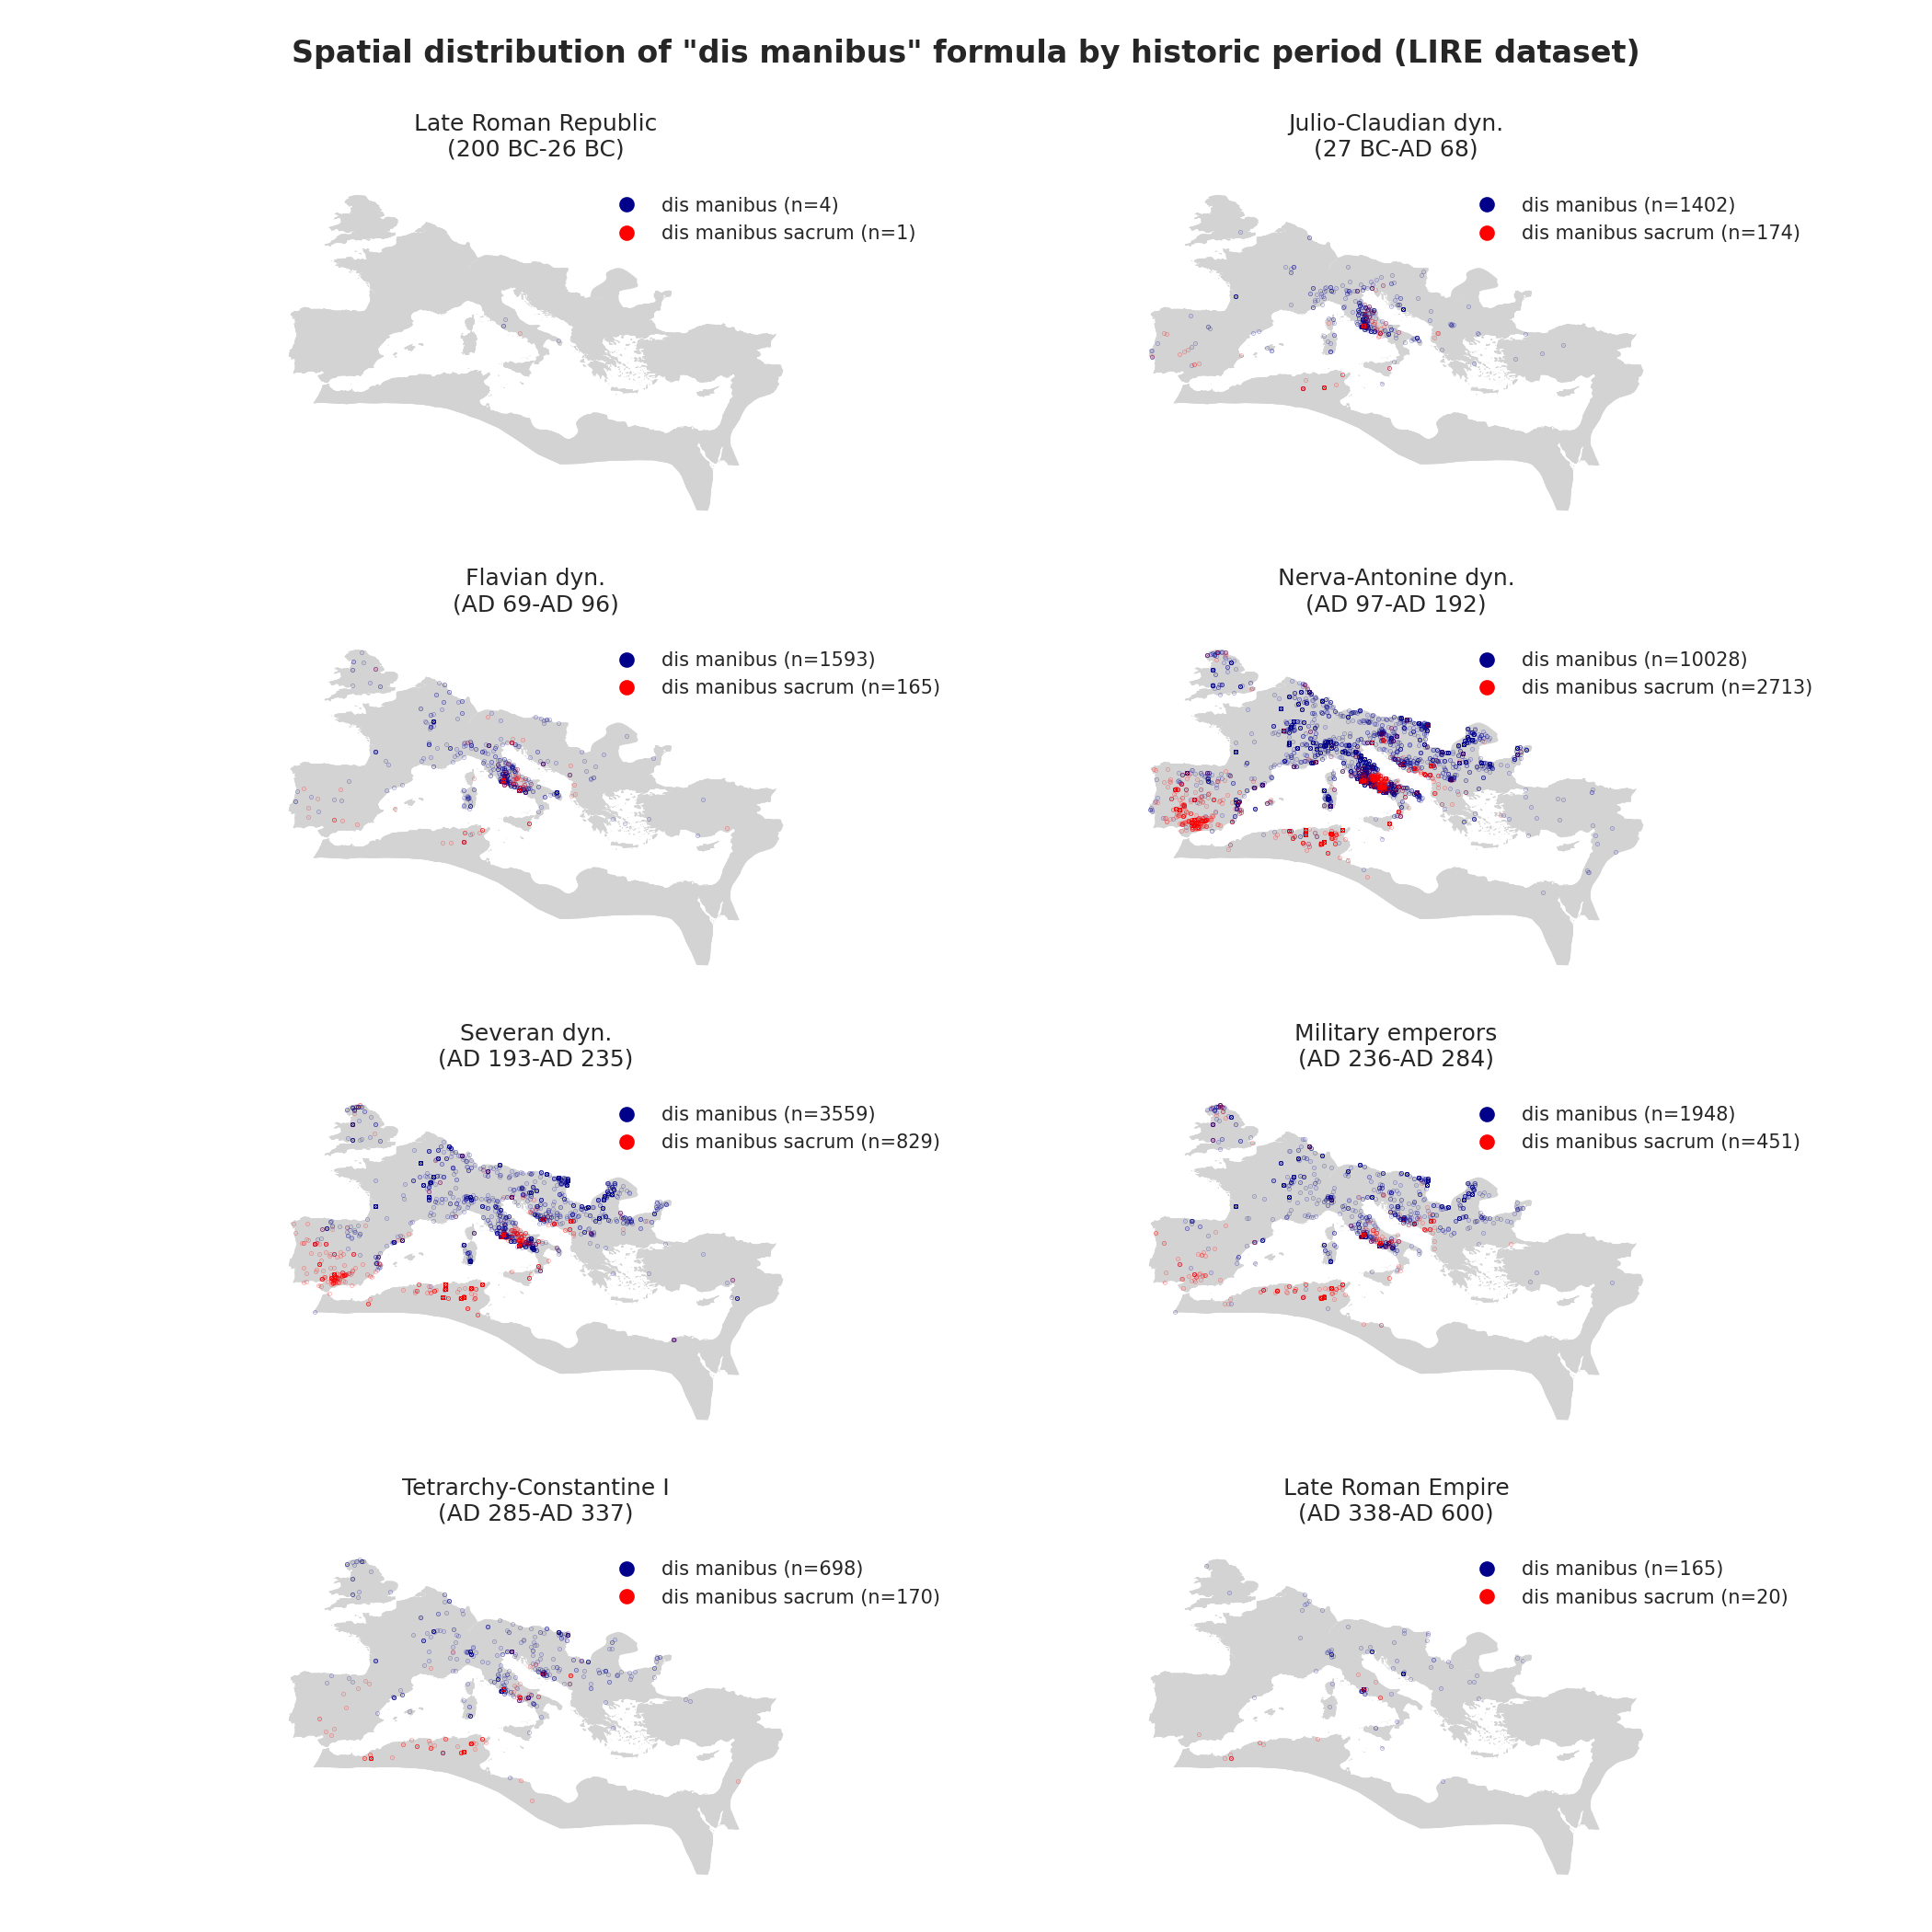 Spatial distribution of "dis manibus" formula by historic period (LIRE dataset)
Late Roman Republic
(200 BC-26 BC)
dis manibus (n=4)
dis manibus sacrum (n=1)
Julio-Claudian dyn.
(27 BC-AD 68)
dis manibus (n=1402)
dis manibus sacrum (n=174)
Flavian dyn.
(AD 69-AD 96)
dis manibus (n=1593)
dis manibus sacrum (n=165)
Nerva-Antonine dyn.
(AD 97-AD 192)
dis manibus (n=10028)
dis manibus sacrum (n=2713)
Severan dyn.
(AD 193-AD 235)
dis manibus (n=3559)
dis manibus sacrum (n=829)
Military emperors
(AD 236-AD 284)
dis manibus (n=1948)
dis manibus sacrum (n=451)
Tetrarchy-Constantine I
(AD 285-AD 337)
dis manibus (n=698)
dis manibus sacrum (n=170)
Late Roman Empire
(AD 338-AD 600)
dis manibus (n=165)
dis manibus sacrum (n=20)